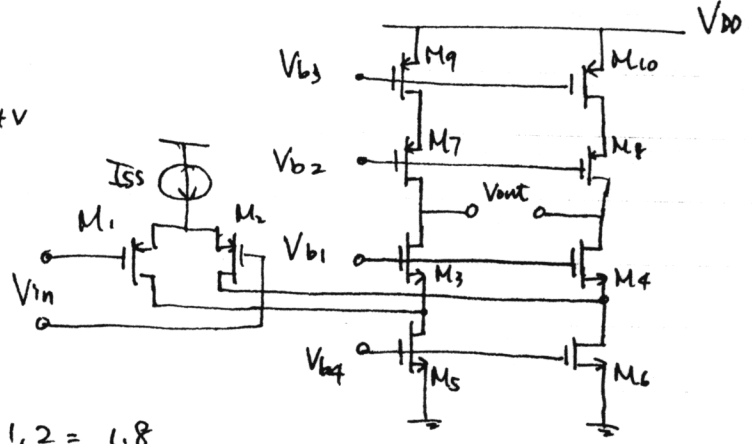 VDD
Vb3
M9
M10
+V
M7
M8
ISS
Vb2
Vout
M1
M2
Vb1
M3
M4
Vin
Vb4
M5
M6
1,2 = 1.8